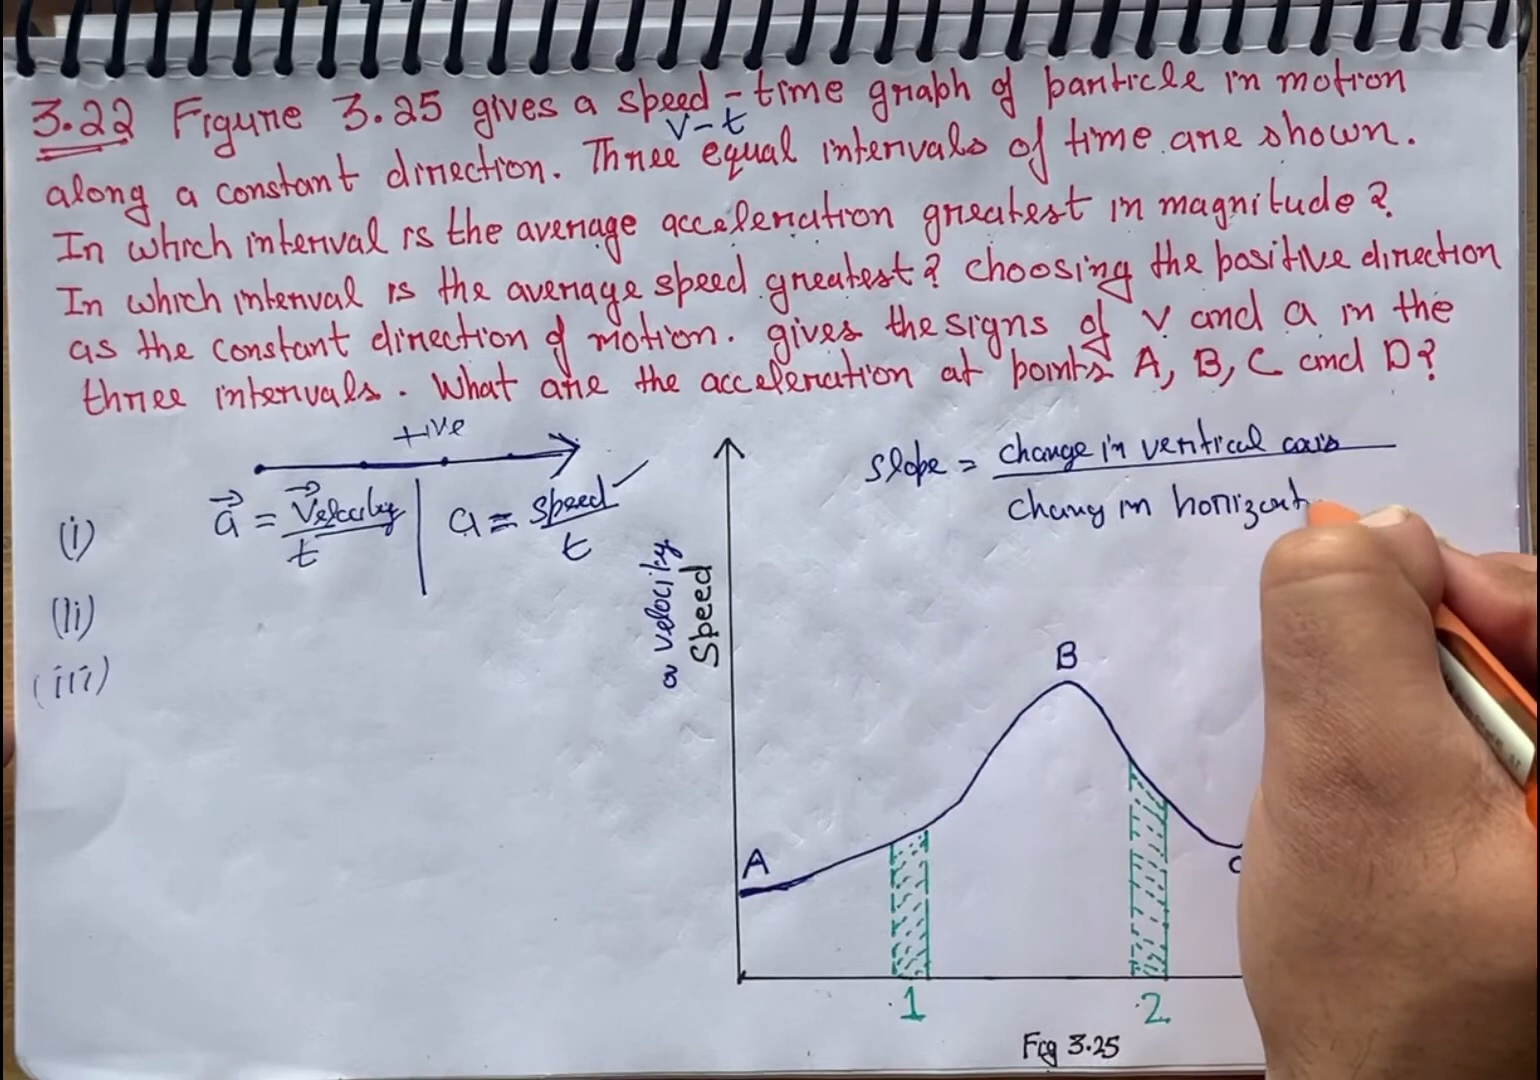 3.22 Figure 3.25 gives a speed-time graph of particle in motion
v-t
along a constant direction. Three equal intervals of time are shown.
In which interval is the average acceleration greatest in magnitude?
In which interval is the average speed greatest? choosing the positive direction
as the constant direction of motion. gives the signs of v and a in the
three intervals. What are the acceleration at points A, B, C and D?
+ive
(i) a⃗ = v⃗elocity/t | a = speed/t ✓
(ii)
(iii)
Slope = change in vertical axis / chang in horizont
or velocity
Speed
A
B
C
1
2
Fig 3.25